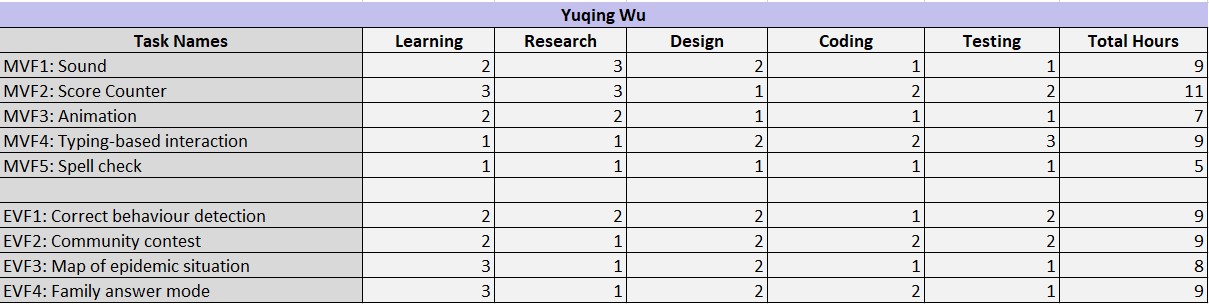 Yuqing Wu
Task Names Learning Research Design Coding Testing Total Hours
MVF1: Sound 2 3 2 1 1 9
MVF2: Score Counter 3 3 1 2 2 11
MVF3: Animation 2 2 1 1 1 7
MVF4: Typing-based interaction 1 1 2 2 3 9
MVF5: Spell check 1 1 1 1 1 5
EVF1: Correct behaviour detection 2 2 2 1 2 9
EVF2: Community contest 2 1 2 2 2 9
EVF3: Map of epidemic situation 3 1 2 1 1 8
EVF4: Family answer mode 3 1 2 2 1 9